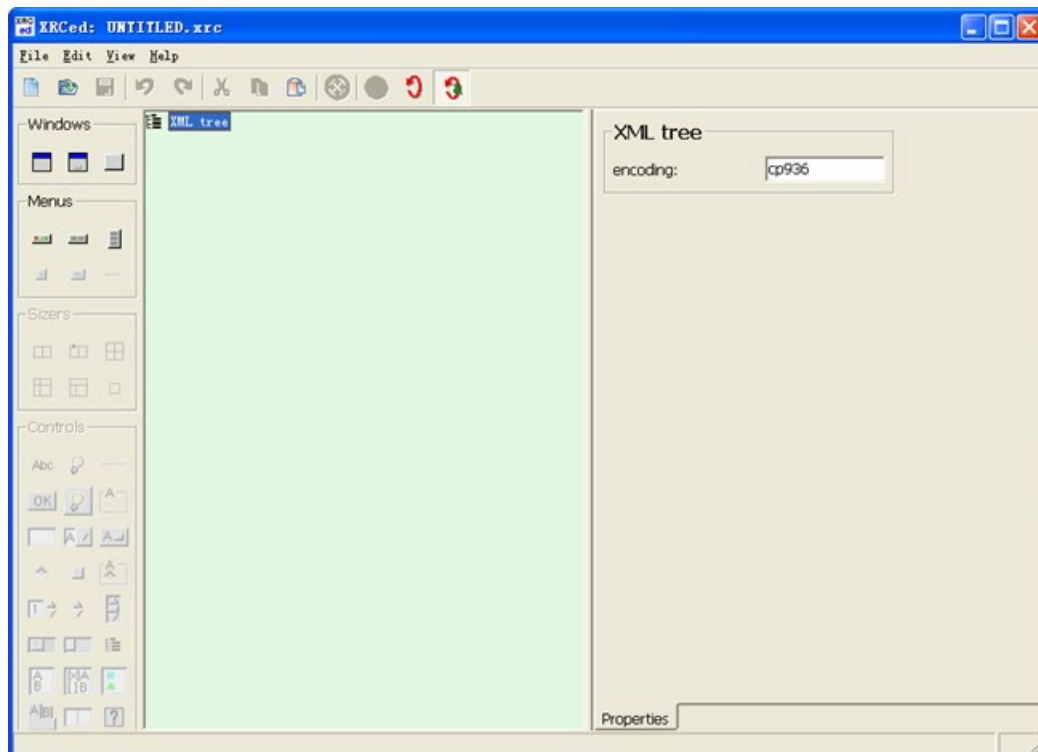 XRCed: UNTITLED.xrc
File Edit View Help
Windows
XML tree
XML tree
encoding: cp936
Menus
Sizers
Controls
Abc
OK
Properties